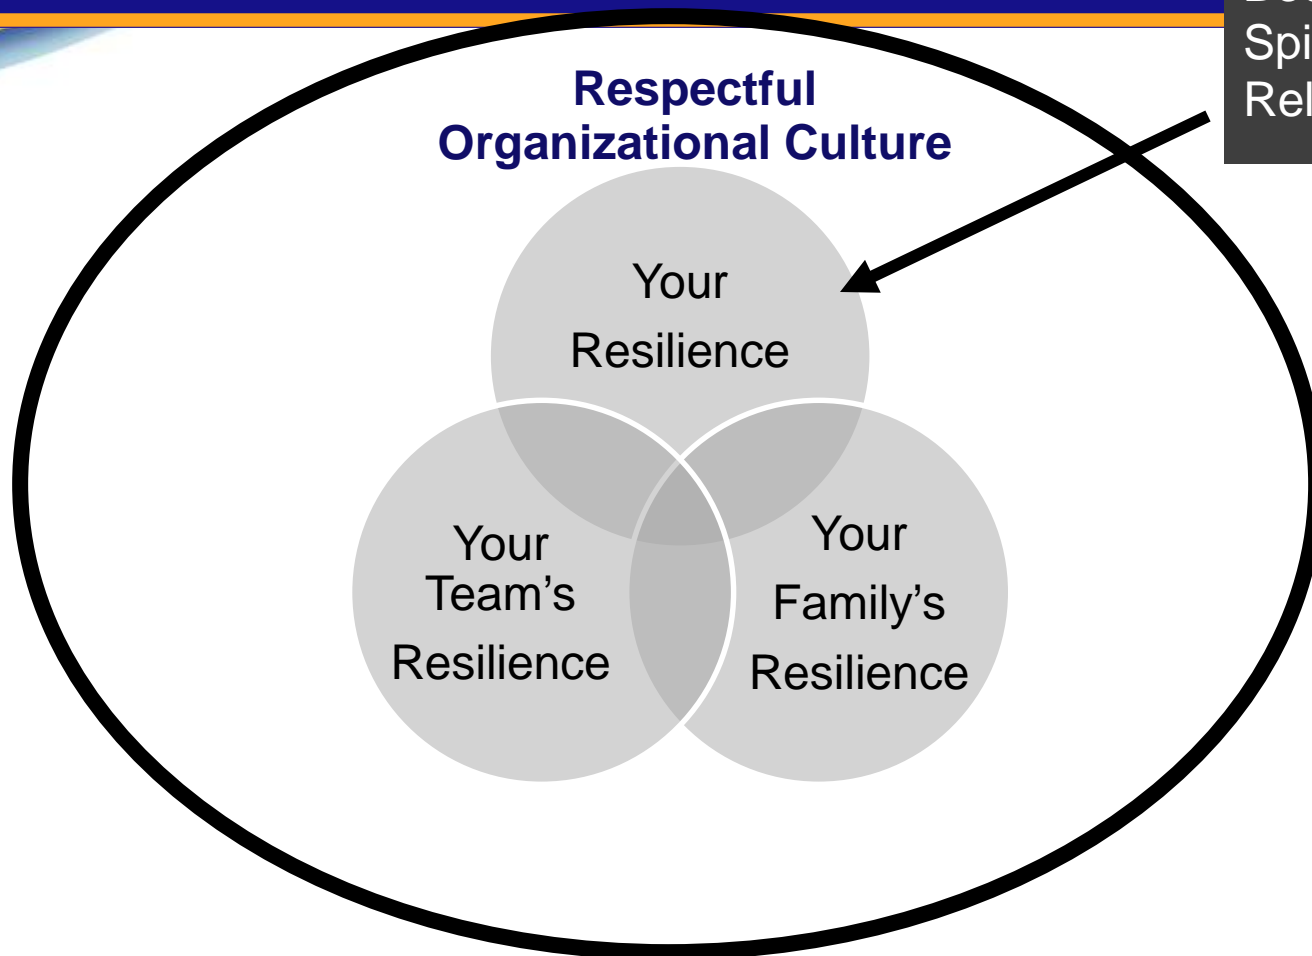 Respectful
Organizational Culture
Your
Resilience
Your
Team’s
Resilience
Your
Family’s
Resilience